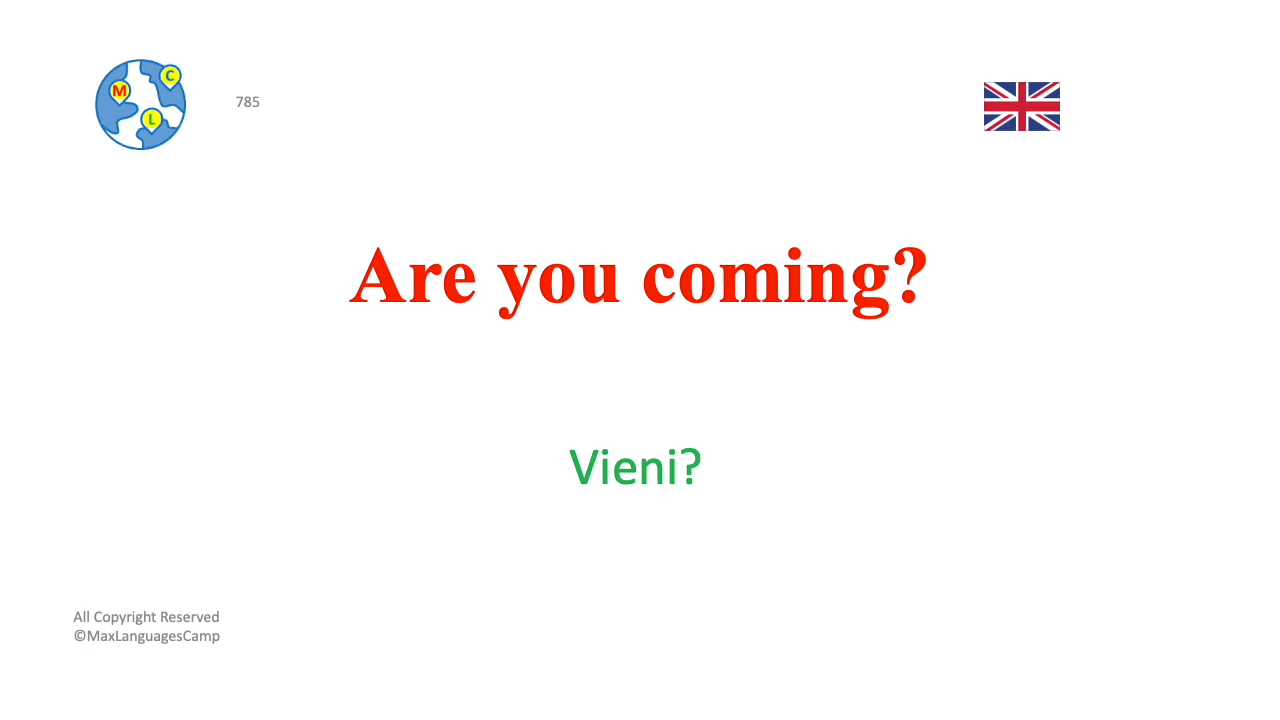 M
C
L
785
Are you coming?
Vieni?
All Copyright Reserved
©MaxLanguagesCamp